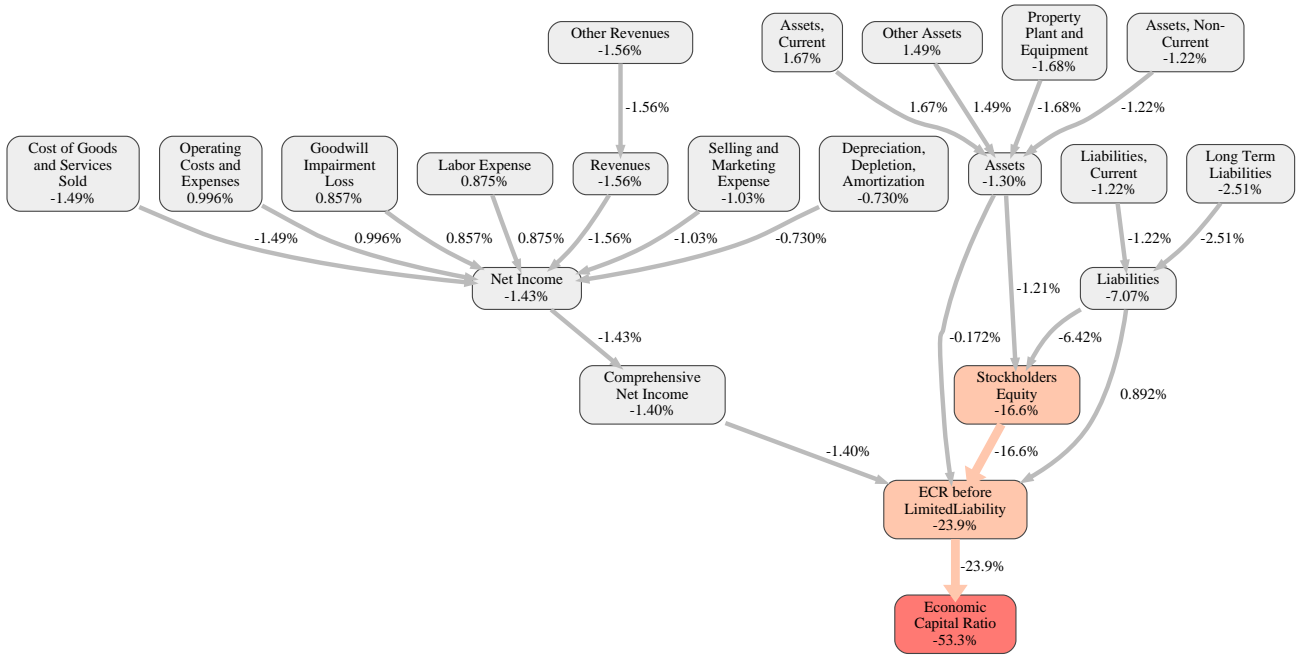 Other Revenues
-1.56%
Assets,
Current
1.67%
Other Assets
1.49%
Property
Plant and
Equipment
-1.68%
Assets, Non-
Current
-1.22%
-1.56%
1.67%
1.49%
-1.68%
-1.22%
Cost of Goods
and Services
Sold
-1.49%
Operating
Costs and
Expenses
0.996%
Goodwill
Impairment
Loss
0.857%
Labor Expense
0.875%
Revenues
-1.56%
Selling and
Marketing
Expense
-1.03%
Depreciation,
Depletion,
Amortization
-0.730%
Assets
-1.30%
Liabilities,
Current
-1.22%
Long Term
Liabilities
-2.51%
-1.49%
0.996%
0.857%
0.875%
-1.56%
-1.03%
-0.730%
-1.22%
-2.51%
Net Income
-1.43%
-1.21%
Liabilities
-7.07%
-1.43%
-0.172%
-6.42%
Comprehensive
Net Income
-1.40%
Stockholders
Equity
-16.6%
0.892%
-1.40%
-16.6%
ECR before
LimitedLiability
-23.9%
-23.9%
Economic
Capital Ratio
-53.3%